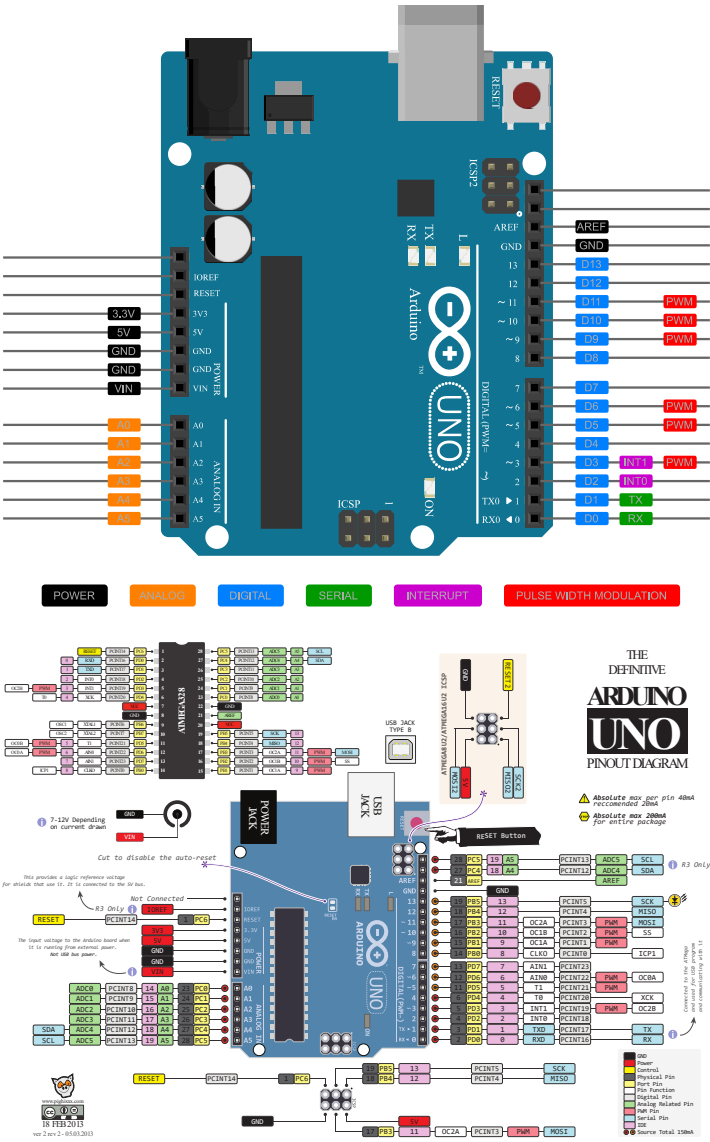 RESET
ICSP2
RX
TX
L
AREF
AREF
GND
GND
IOREF
13
D13
RESET
12
D12
3.3V
3V3
~ 11
D11
PWM
5V
5V
~ 10
D10
PWM
GND
GND
~ 9
D9
PWM
GND
GND
8
D8
VIN
VIN
POWER
Arduino
TM
UNO
DIGITAL (PWM= ~)
7
D7
~ 6
D6
PWM
A0
A0
~ 5
D5
PWM
A1
A1
4
D4
A2
A2
~ 3
D3
INT1
PWM
A3
A3
2
D2
INT0
A4
A4
TX0 ▶ 1
D1
TX
A5
A5
RX0 ◀ 0
D0
RX
ANALOG IN
ICSP
1
ON
POWER
ANALOG
DIGITAL
SERIAL
INTERRUPT
PULSE WIDTH MODULATION
ATMEGA328
THE
DEFINITIVE
ARDUINO
UNO
PINOUT DIAGRAM
ATMEGA8U2/ATMEGA16U2 ICSP
GND
RESET2
MOSI2
5V
MISO2
SCK2
USB JACK
TYPE B
Absolute max per pin 40mA
reccomended 20mA
Absolute max 200mA
for entire package
7-12V Depending
on current drawn
GND
VIN
POWER JACK
USB JACK
RESET
RESET Button
Cut to disable the auto-reset
This provides a logic reference voltage
for shields that use it. It is connected to the 5V bus.
Not Connected
R3 Only
IOREF
RESET
PCINT14
1
PC6
The input voltage to the Arduino board when
it is running from external power.
Not USB bus power.
3V3
5V
GND
GND
VIN
ADC0 PCINT8 14 A0 23 PC0
ADC1 PCINT9 15 A1 24 PC1
ADC2 PCINT10 16 A2 25 PC2
ADC3 PCINT11 17 A3 26 PC3
SDA ADC4 PCINT12 18 A4 27 PC4
SCL ADC5 PCINT13 19 A5 28 PC5
28 PC5 19 A5 PCINT13 ADC5 SCL
R3 Only
27 PC4 18 A4 PCINT12 ADC4 SDA
21 AREF AREF
GND
19 PB5 13 PCINT5 SCK
18 PB4 12 PCINT4 MISO
17 PB3 11 OC2A PCINT3 PWM MOSI
16 PB2 10 OC1B PCINT2 PWM SS
15 PB1 9 OC1A PCINT1 PWM
14 PB0 8 CLKO PCINT0 ICP1
13 PD7 7 AIN1 PCINT23
12 PD6 6 AIN0 PCINT22 PWM OC0A
11 PD5 5 T1 PCINT21 PWM
6 PD4 4 T0 PCINT20 XCK
5 PD3 3 INT1 PCINT19 PWM OC2B
4 PD2 2 INT0 PCINT18
3 PD1 1 TXD PCINT17 TX
2 PD0 0 RXD PCINT16 RX
Connected to the ATMega
and used for USB program
and communicating with it
ARDUINO
UNO
RESET PCINT14 1 PC6
19 PB5 13 PCINT5 SCK
18 PB4 12 PCINT4 MISO
GND
5V
17 PB3 11 OC2A PCINT3 PWM MOSI
GND
Power
Control
Physical Pin
Port Pin
Pin Function
Digital Pin
Analog Related Pin
PWM Pin
Serial Pin
IDE
Source Total 150mA
www.pighixxx.com
18 FEB 2013
ver 2 rev 2 - 05.03.2013